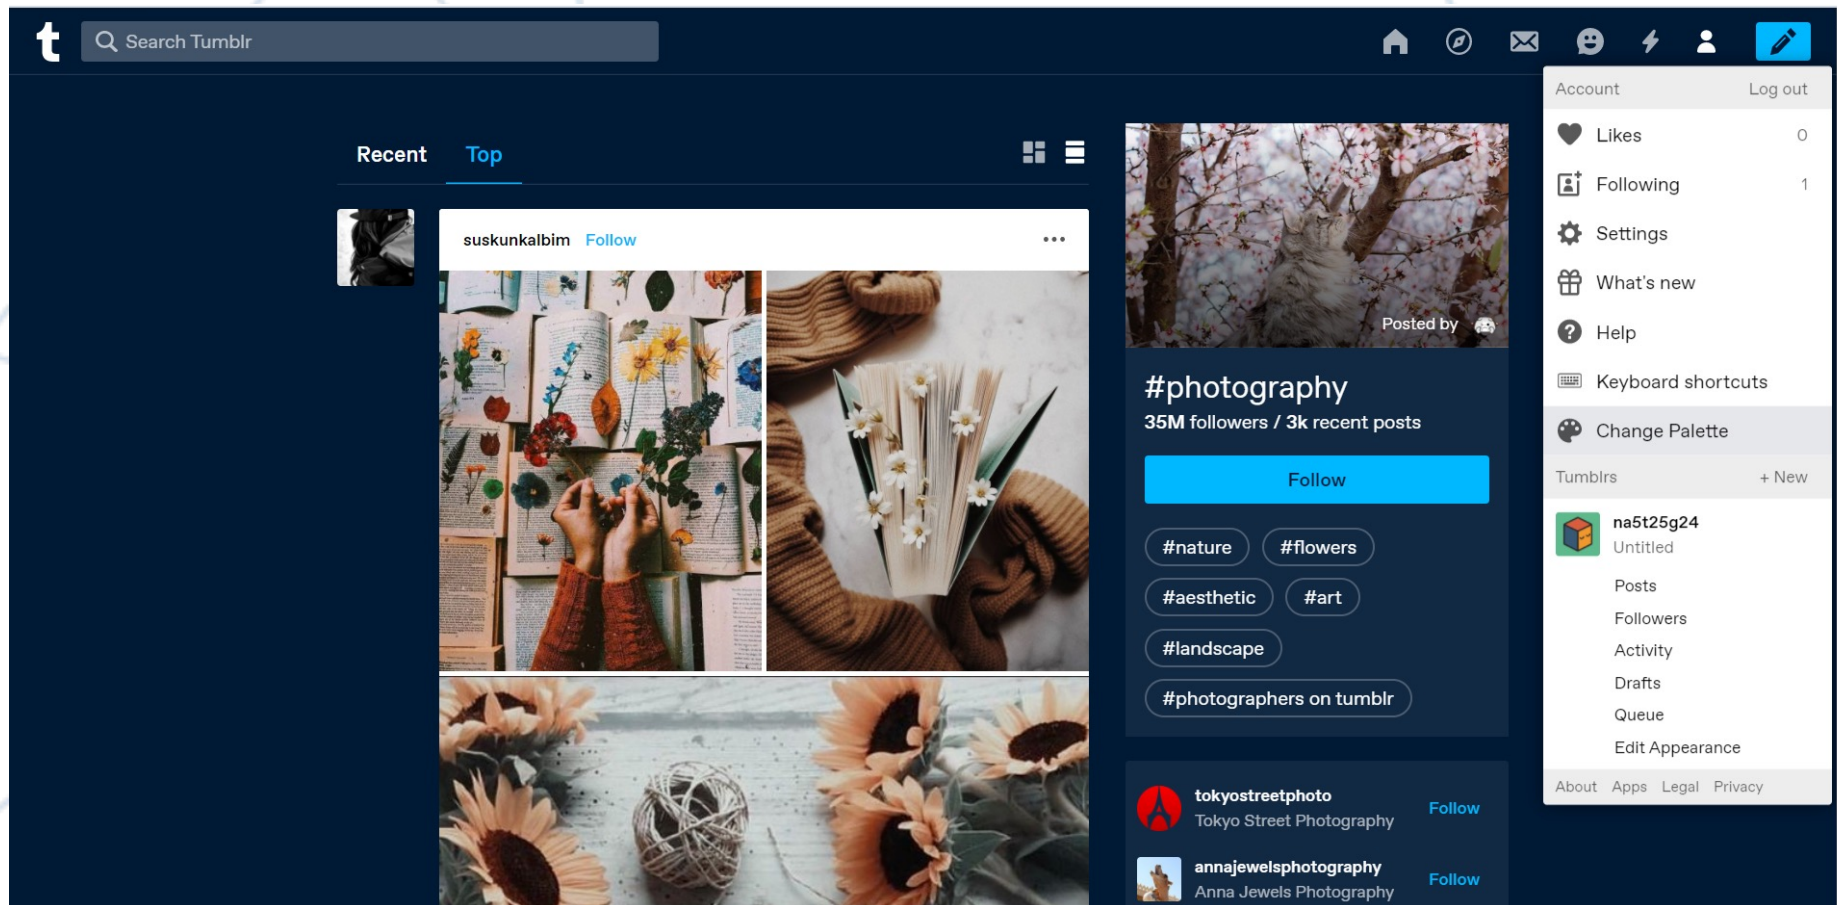 t
Search Tumblr
Account Log out
Likes 0
Following 1
Settings
What's new
Help
Keyboard shortcuts
Change Palette
Tumblrs + New
na5t25g24
Untitled
Posts
Followers
Activity
Drafts
Queue
Edit Appearance
About Apps Legal Privacy
Recent Top
suskunkalbim Follow
Posted by
#photography
35M followers / 3k recent posts
Follow
#nature #flowers
#aesthetic #art
#landscape
#photographers on tumblr
tokyostreetphoto
Tokyo Street Photography
Follow
annajewelsphotography
Anna Jewels Photography
Follow